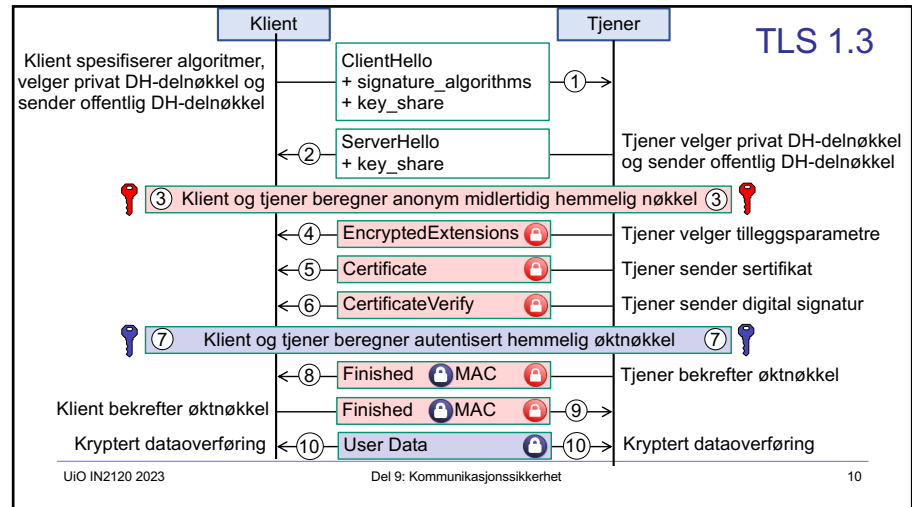 Klient
Tjener
TLS 1.3
Klient spesifiserer algoritmer,
velger privat DH-delnøkkel og
sender offentlig DH-delnøkkel
ClientHello
+ signature_algorithms
+ key_share
1
2
ServerHello
+ key_share
Tjener velger privat DH-delnøkkel
og sender offentlig DH-delnøkkel
3 Klient og tjener beregner anonym midlertidig hemmelig nøkkel 3
4 EncryptedExtensions
Tjener velger tilleggsparametre
5 Certificate
Tjener sender sertifikat
6 CertificateVerify
Tjener sender digital signatur
7 Klient og tjener beregner autentisert hemmelig øktnøkkel 7
8 Finished MAC
Tjener bekrefter øktnøkkel
Klient bekrefter øktnøkkel
Finished MAC 9
Kryptert dataoverføring
10 User Data 10
Kryptert dataoverføring
UiO IN2120 2023
Del 9: Kommunikasjonssikkerhet
10